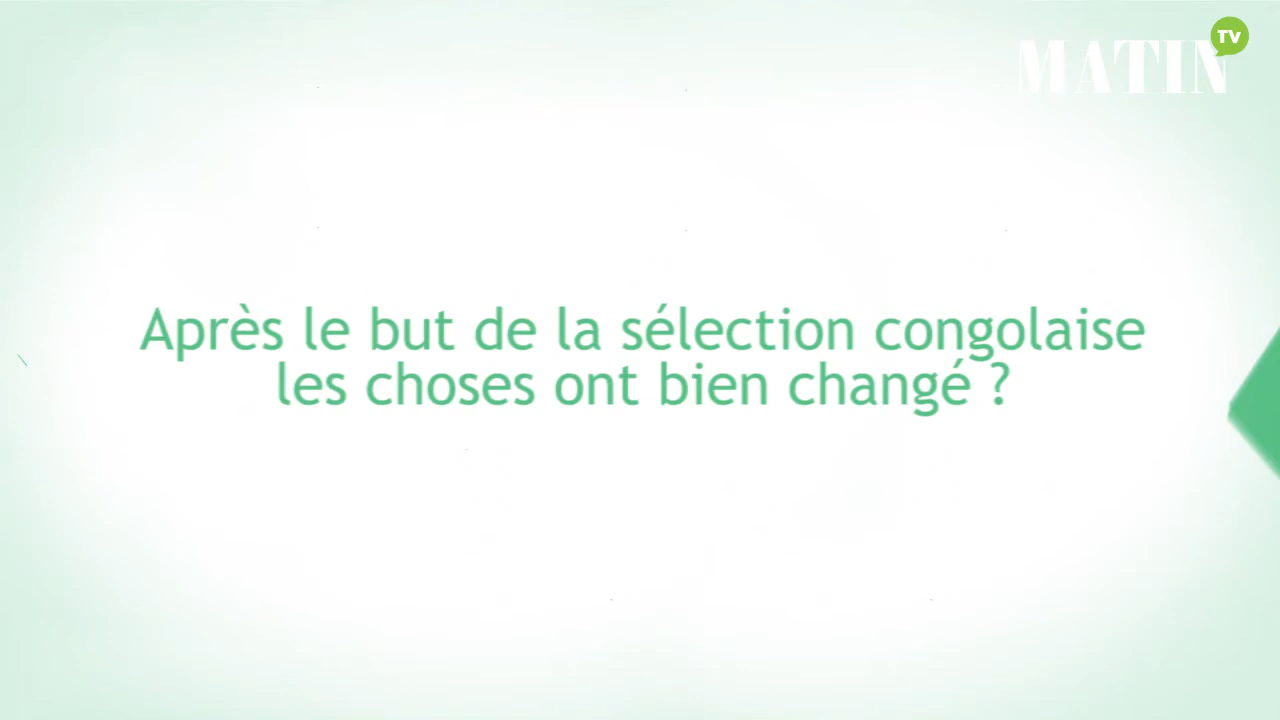 MATIN
TV
Après le but de la sélection congolaise
les choses ont bien changé ?